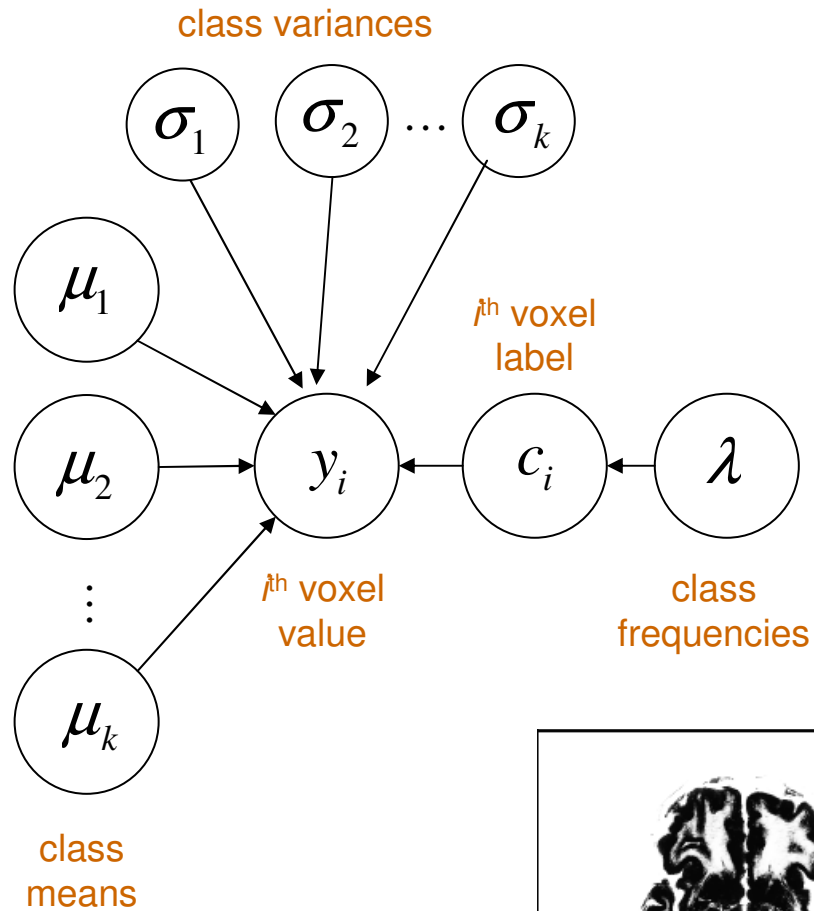 class variances
σ₁ σ₂ … σₖ
μ₁
iᵗʰ voxel
label
μ₂ yᵢ cᵢ λ
⋮
iᵗʰ voxel
value
class
frequencies
μₖ
class
means